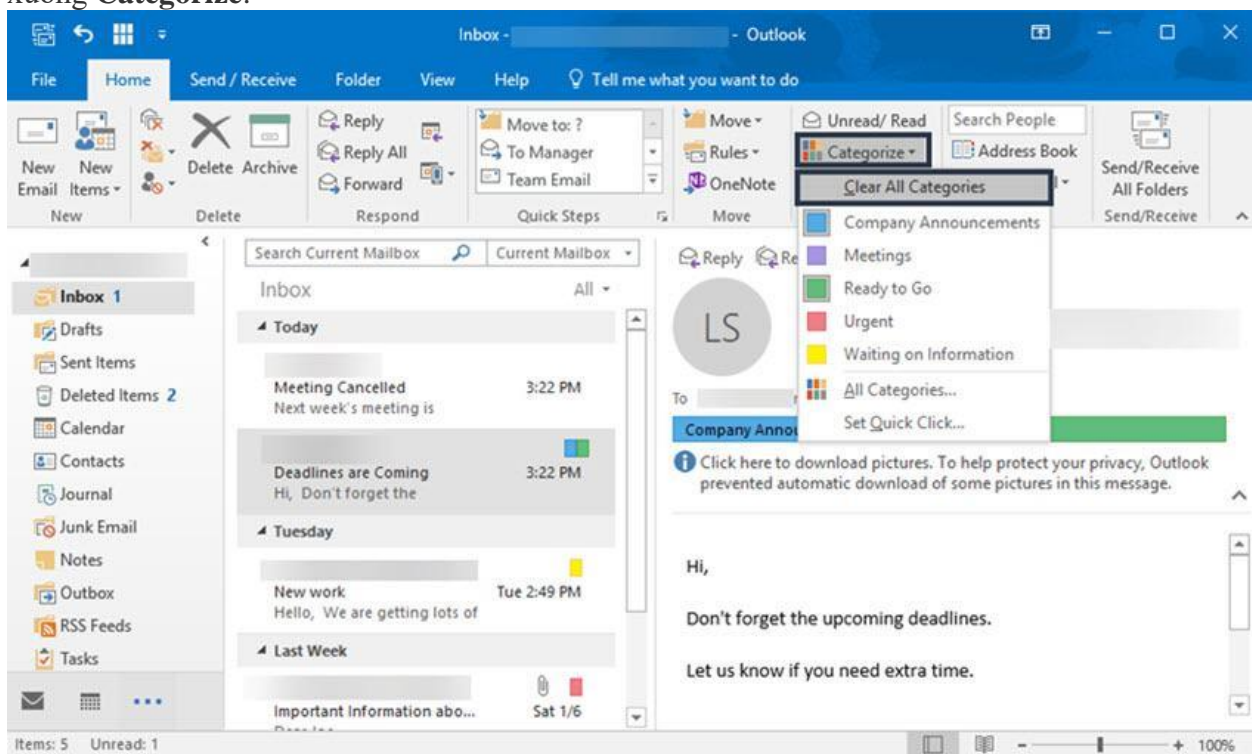 xuống Categorize.
Inbox - - Outlook
File Home Send / Receive Folder View Help Tell me what you want to do
New Email
New Items
Delete
Archive
Reply
Reply All
Forward
Move to: ?
To Manager
Team Email
Move
Rules
OneNote
Unread/ Read
Categorize
Search People
Address Book
Send/Receive All Folders
New Delete Respond Quick Steps Move Send/Receive
Clear All Categories
Company Announcements
Meetings
Ready to Go
Urgent
Waiting on Information
All Categories...
Set Quick Click...
Inbox 1
Drafts
Sent Items
Deleted Items 2
Calendar
Contacts
Journal
Junk Email
Notes
Outbox
RSS Feeds
Tasks
Search Current Mailbox Current Mailbox
Inbox All
Today
Meeting Cancelled 3:22 PM
Next week's meeting is
Deadlines are Coming 3:22 PM
Hi, Don't forget the
Tuesday
New work Tue 2:49 PM
Hello, We are getting lots of
Last Week
Important Information abo... Sat 1/6
Reply
LS
To
Company
Click here to download pictures. To help protect your privacy, Outlook
prevented automatic download of some pictures in this message.
Hi,
Don't forget the upcoming deadlines.
Let us know if you need extra time.
Items: 5 Unread: 1
100%